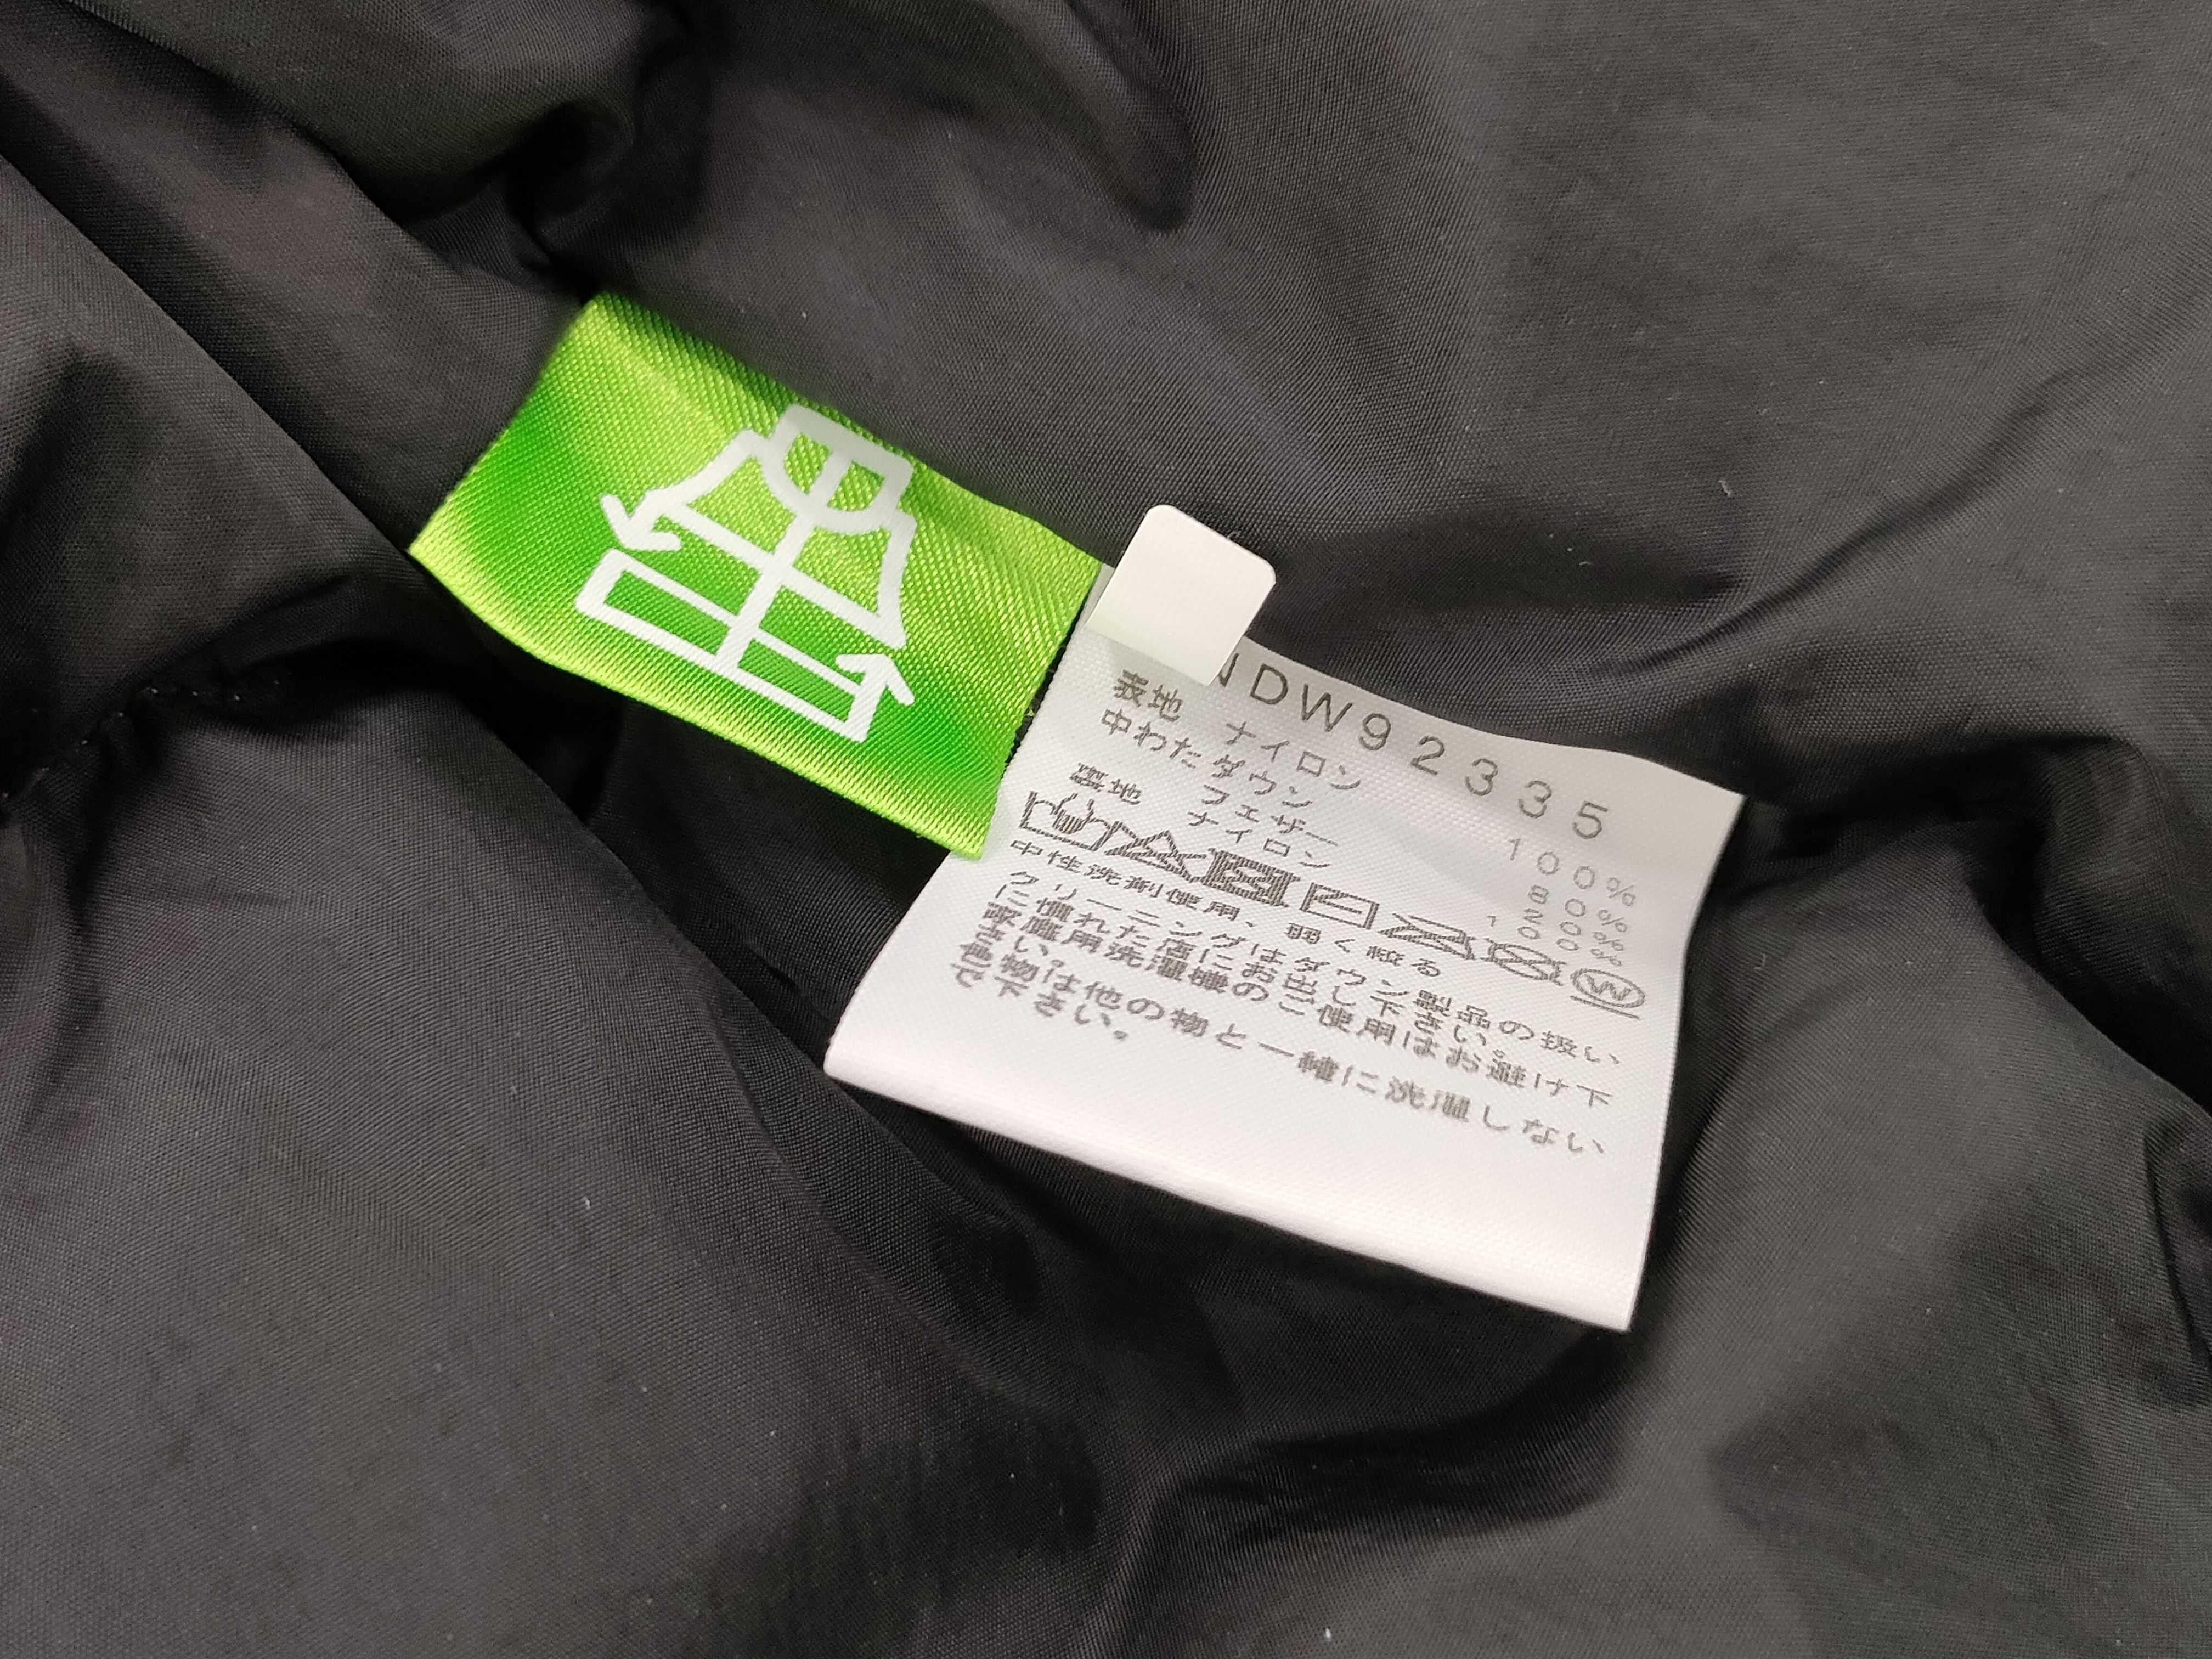 NDW92335
表地 ナイロン 100%
中わた ダウン 80%
フェザー 20%
裏地 ナイロン 100%
中性洗剤使用、弱く絞る
クリーニングはダウン製品の扱い
に慣れた店にお出し下さい。
業務用洗濯機のご使用はお避け下
さい。
色物は他の物と一緒に洗濯しない
で下さい。